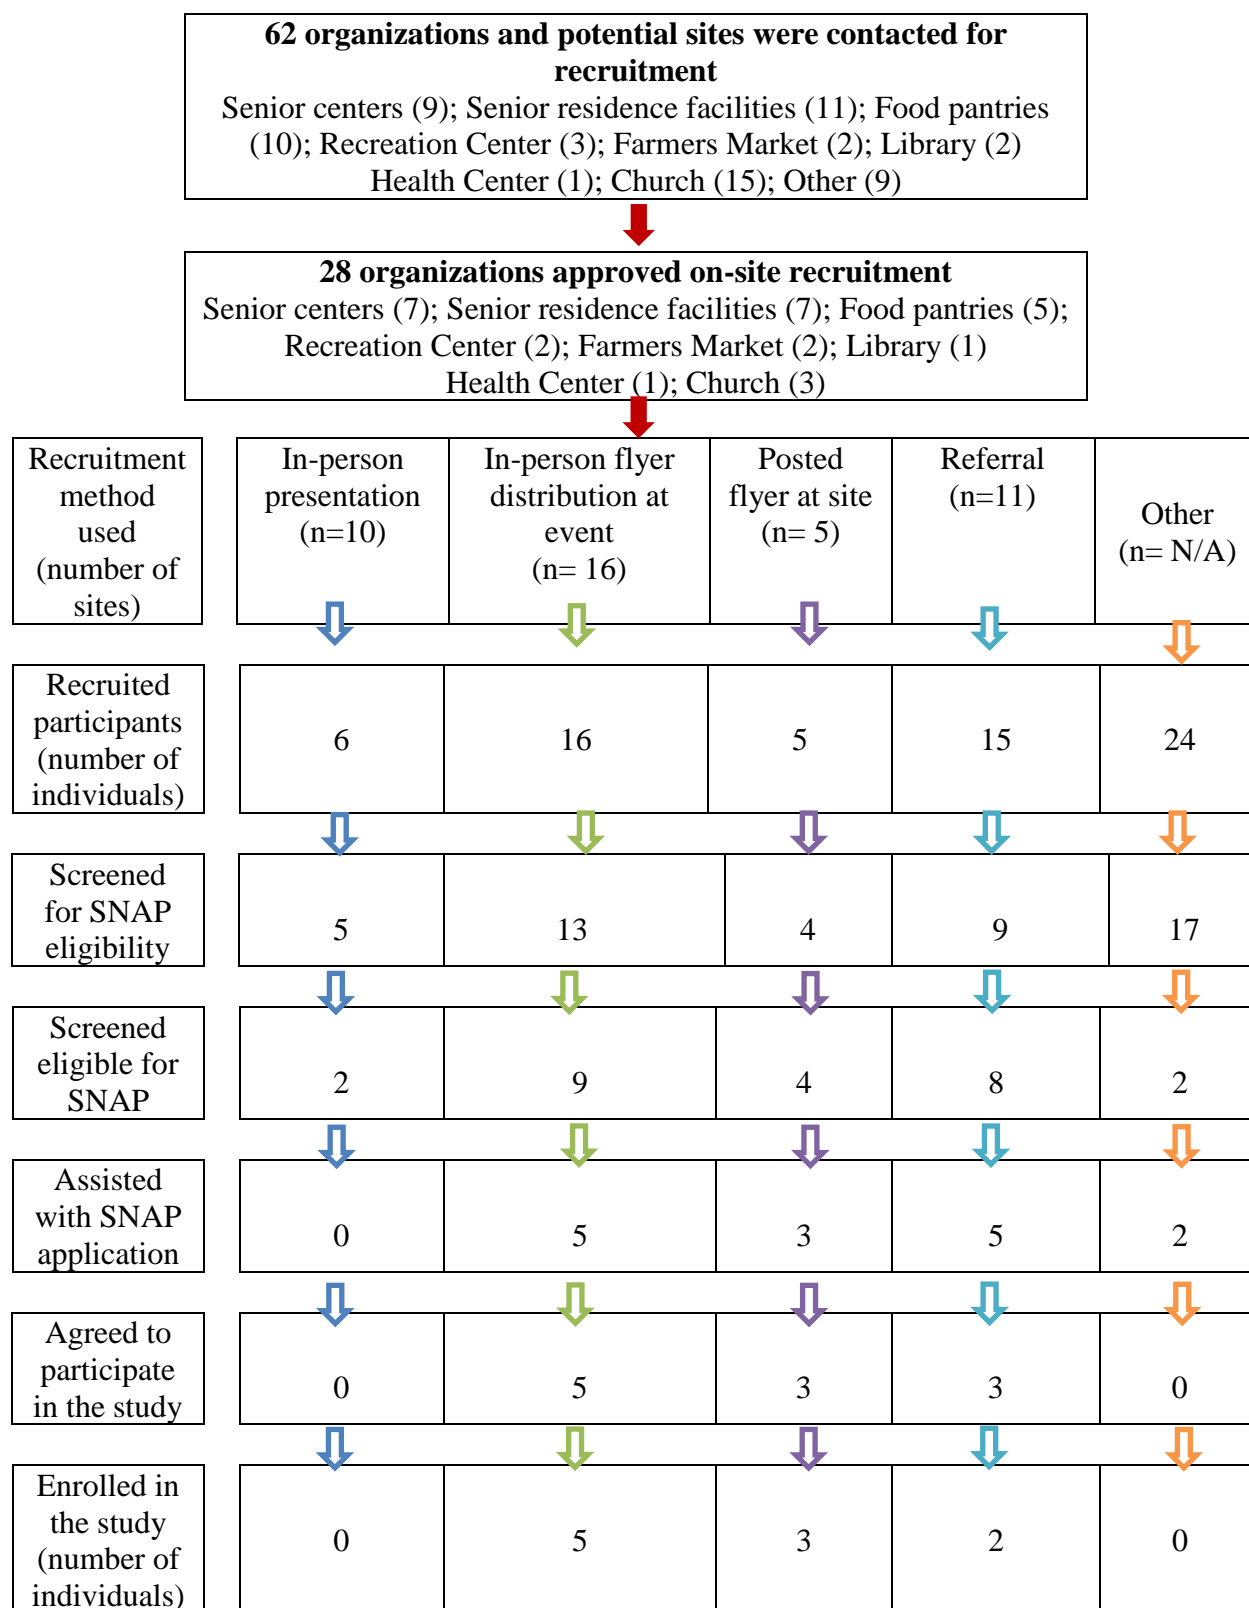 62 organizations and potential sites were contacted for
recruitment
Senior centers (9); Senior residence facilities (11); Food pantries
(10); Recreation Center (3); Farmers Market (2); Library (2)
Health Center (1); Church (15); Other (9)
28 organizations approved on-site recruitment
Senior centers (7); Senior residence facilities (7); Food pantries (5);
Recreation Center (2); Farmers Market (2); Library (1)
Health Center (1); Church (3)
Recruitment
method
used
(number of
sites)
In-person
presentation
(n=10)
In-person flyer
distribution at
event
(n= 16)
Posted
flyer at site
(n= 5)
Referral
(n=11)
Other
(n= N/A)
Recruited
participants
(number of
individuals)
6
16
5
15
24
Screened
for SNAP
eligibility
5
13
4
9
17
Screened
eligible for
SNAP
2
9
4
8
2
Assisted
with SNAP
application
0
5
3
5
2
Agreed to
participate
in the study
0
5
3
3
0
Enrolled in
the study
(number of
individuals)
0
5
3
2
0